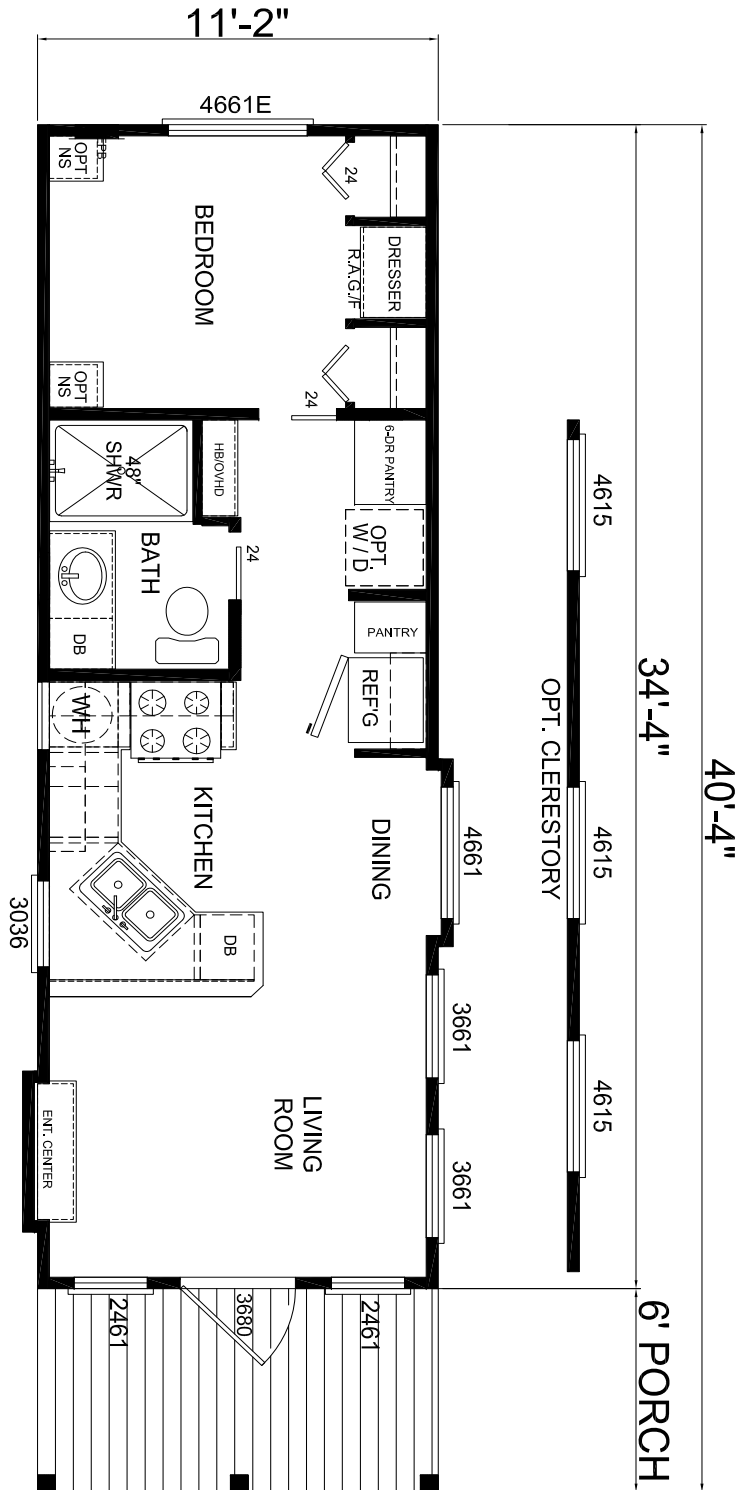 11'-2"
4661E
OPT
NS
PB
24
BEDROOM
DRESSER
R.A.G./F
OPT
NS
24
48"
SHWR
HB/OVHD
6-DR PANTRY
OPT.
W / D
BATH
24
DB
PANTRY
REF'G
WH
KITCHEN
DINING
4661
3036
DB
3661
LIVING
ROOM
3661
ENT. CENTER
2461
3680
2461
4615
OPT. CLERESTORY
4615
4615
34'-4"
40'-4"
6' PORCH